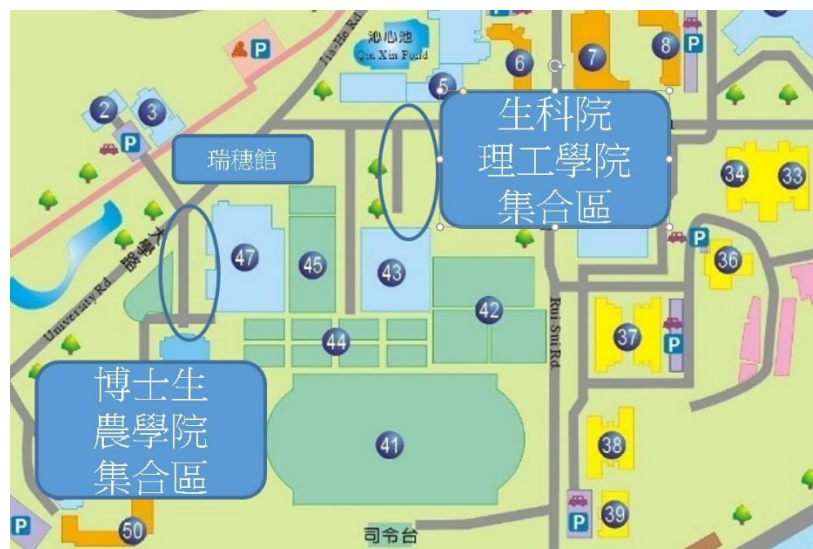 沁心池
Qin Xin Pond
Jia-He Rd.
P
5
6
7
8
P
2
3
P
瑞穗館
生科院
理工學院
集合區
34
33
大學路
University Rd
47
45
43
P
36
42
Rui Sui Rd.
44
37
P
博士生
農學院
集合區
41
38
P
50
司令台
P
39